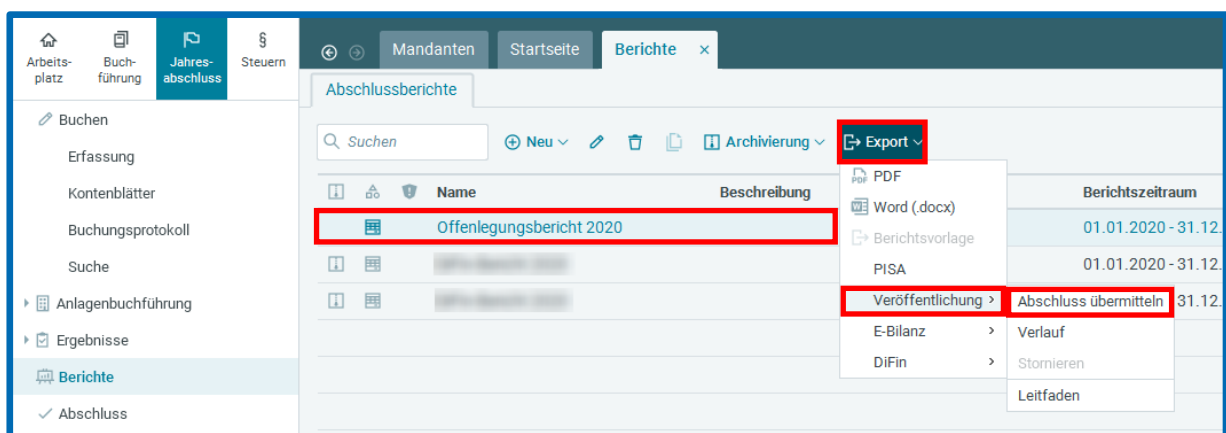 Arbeits-
platz
Buch-
führung
Jahres-
abschluss
§
Steuern
Mandanten
Startseite
Berichte ×
Abschlussberichte
Buchen
Erfassung
Kontenblätter
Buchungsprotokoll
Suche
Anlagenbuchführung
Ergebnisse
Berichte
Abschluss
Suchen
Neu
Archivierung
Export
Name Beschreibung Berichtszeitraum
Offenlegungsbericht 2020 01.01.2020 - 31.12.
01.01.2020 - 31.12.
31.12.
PDF PDF
Word (.docx)
Berichtsvorlage
PISA
Veröffentlichung >
E-Bilanz >
DiFin >
Abschluss übermitteln
Verlauf
Stornieren
Leitfaden